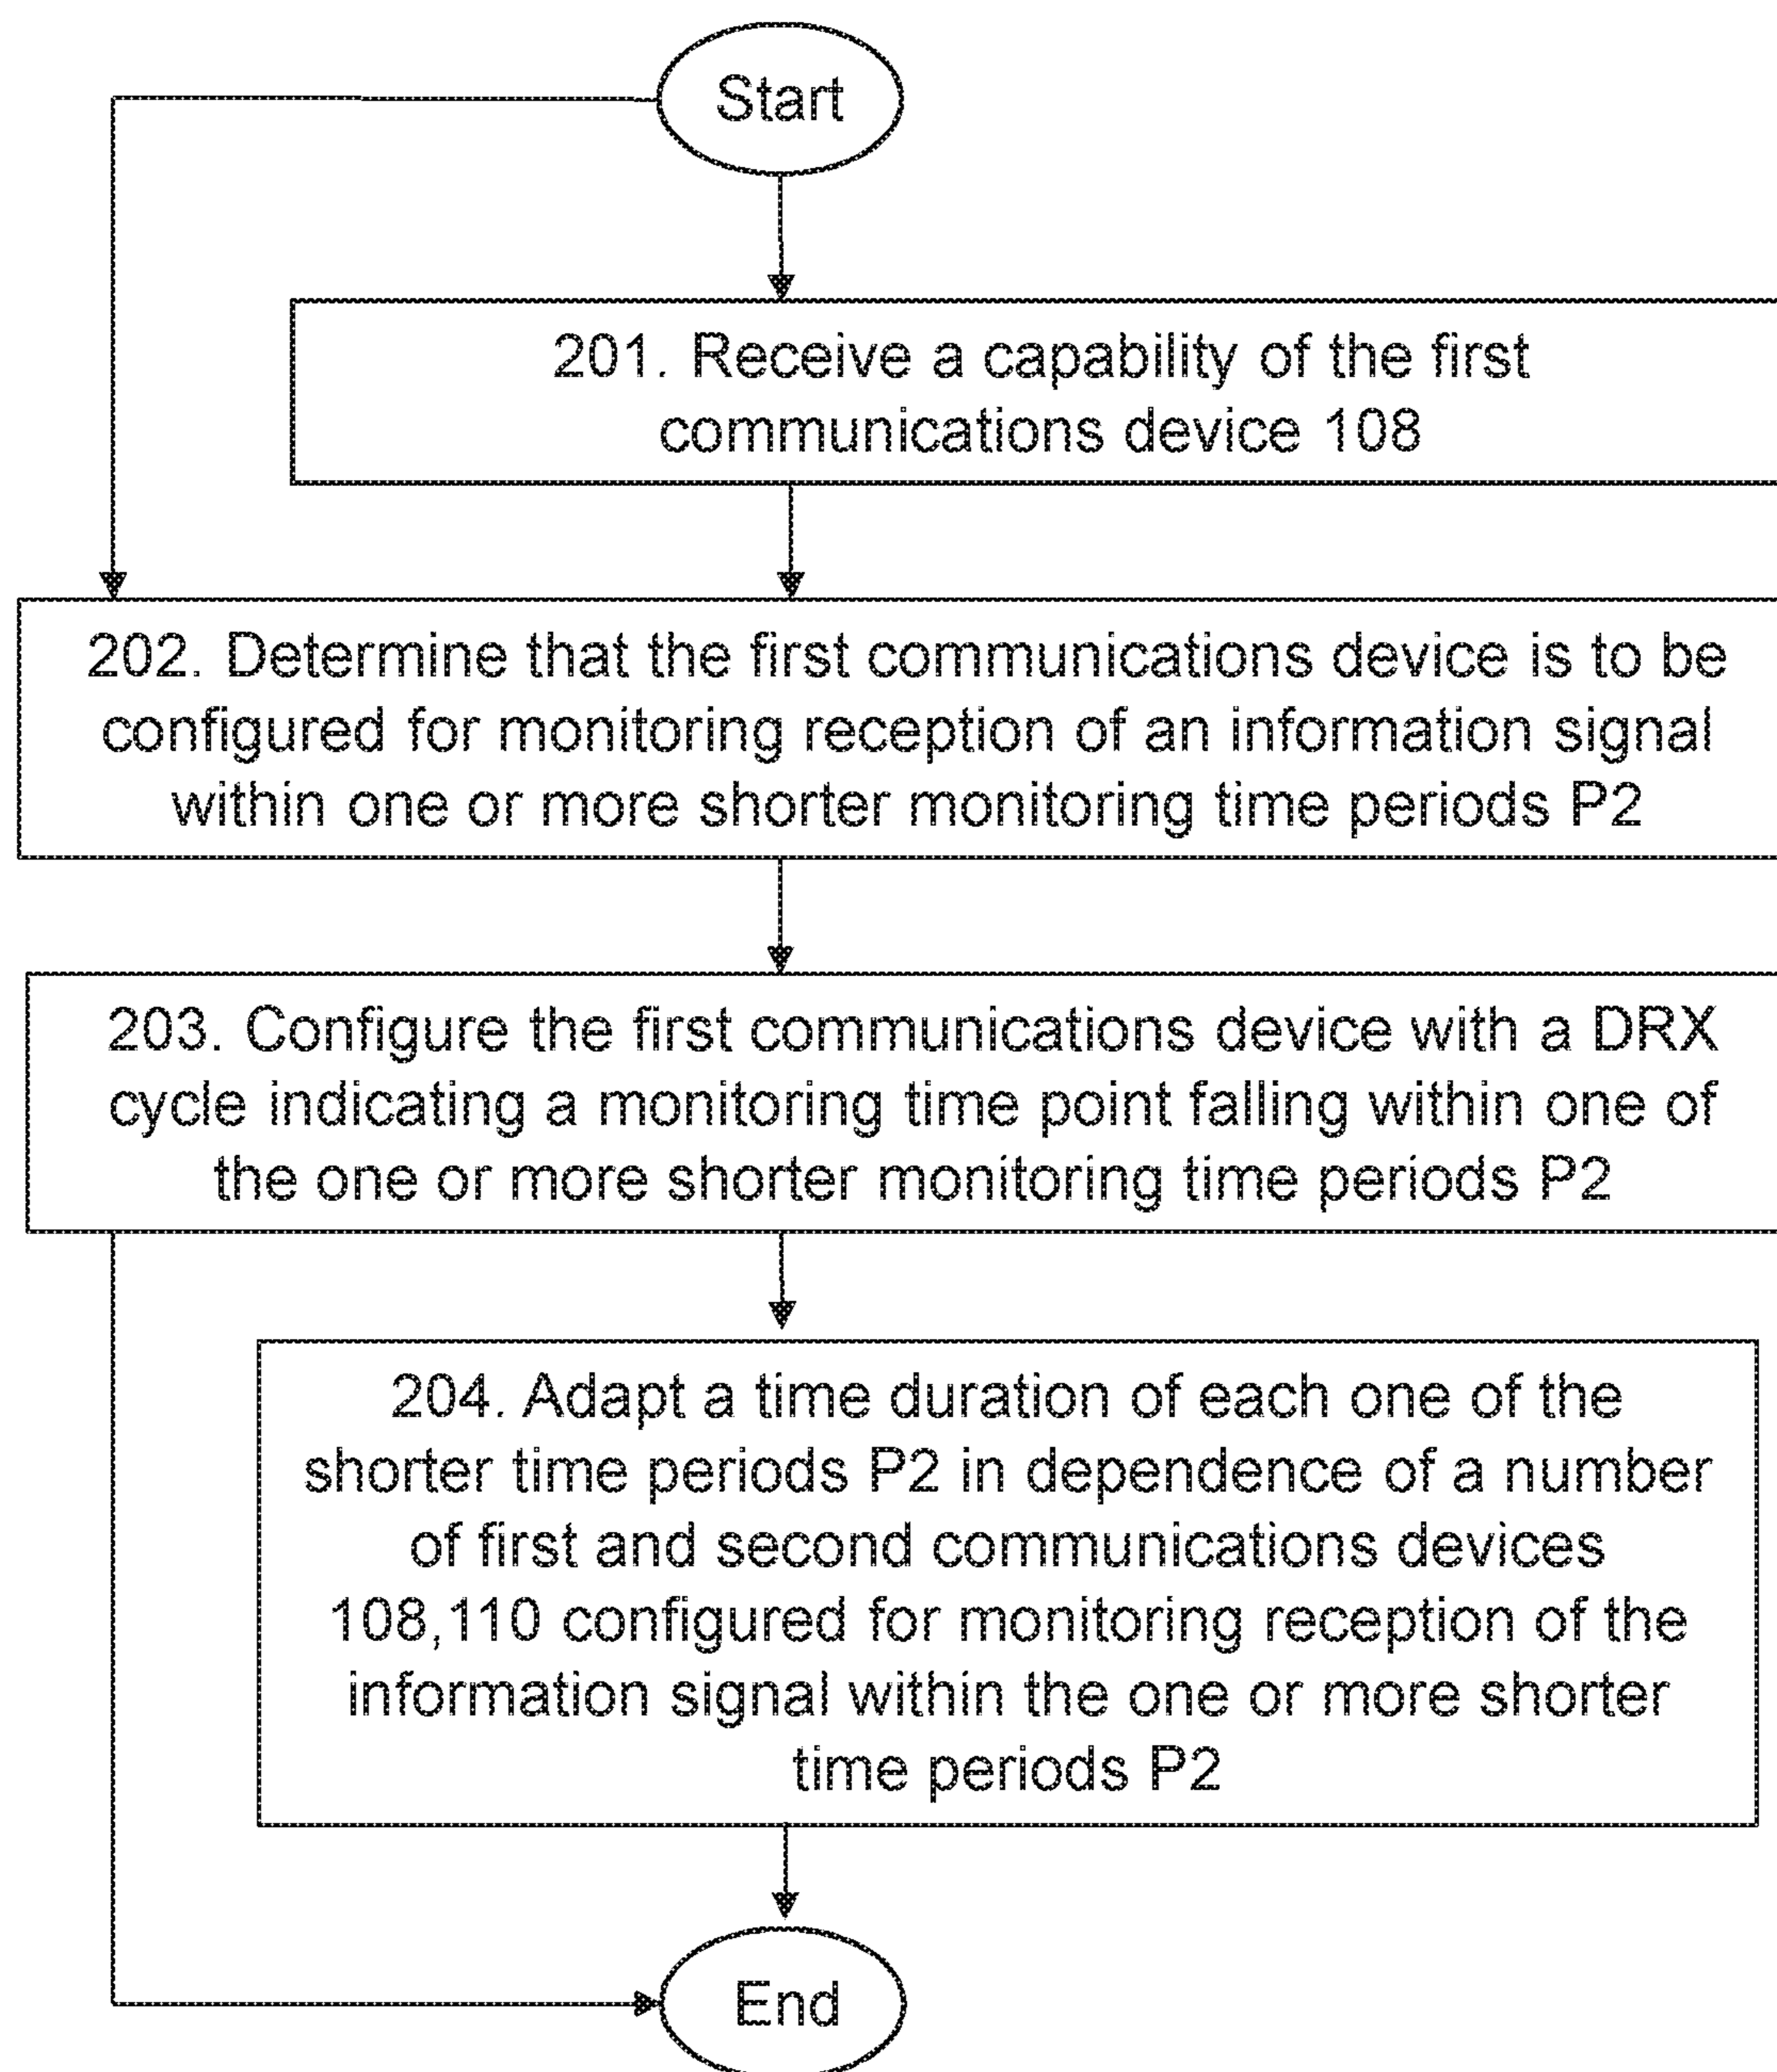 Start
201. Receive a capability of the first
communications device 108
202. Determine that the first communications device is to be
configured for monitoring reception of an information signal
within one or more shorter monitoring time periods P2
203. Configure the first communications device with a DRX
cycle indicating a monitoring time point falling within one of
the one or more shorter monitoring time periods P2
204. Adapt a time duration of each one of the
shorter time periods P2 in dependence of a number
of first and second communications devices
108,110 configured for monitoring reception of the
information signal within the one or more shorter
time periods P2
End